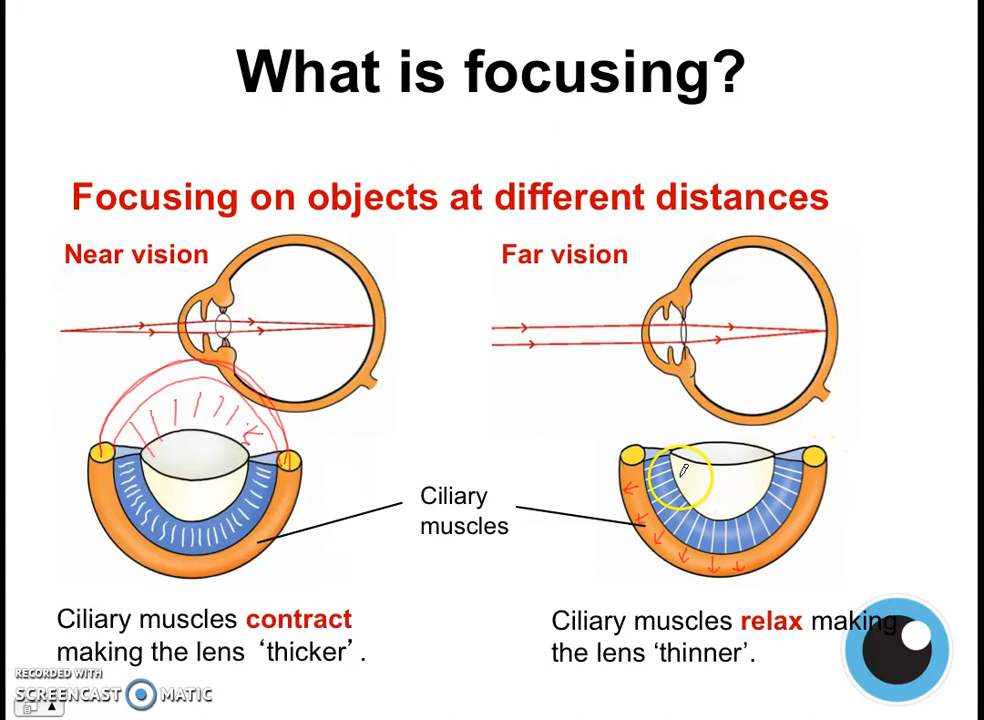 What is focusing?
Focusing on objects at different distances
Near vision
Far vision
Ciliary
muscles
Ciliary muscles contract
making the lens ‘thicker’.
Ciliary muscles relax making
the lens ‘thinner’.
RECORDED WITH
SCREENCAST MATIC